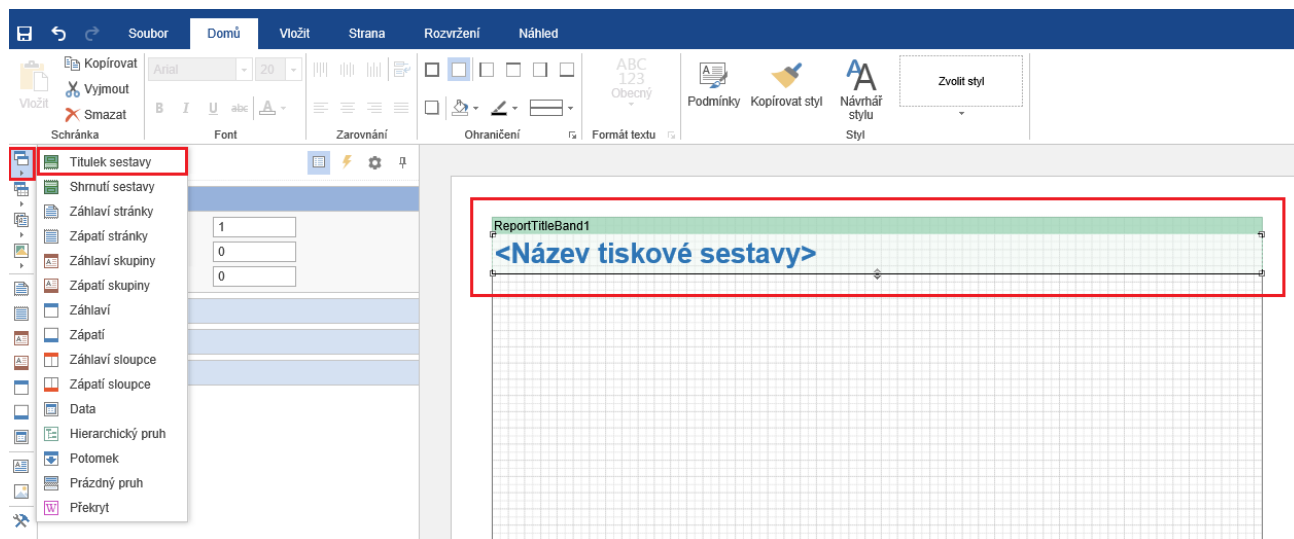 Soubor Domů Vložit Strana Rozvržení Náhled
Vložit
Kopírovat
Vyjmout
Smazat
Schránka
Arial 20
B I U abc A
Font
Zarovnání
Ohraničení
ABC
123
Obecný
Formát textu
Podmínky Kopírovat styl Návrhář
stylu
Zvolit styl
Styl
Titulek sestavy
Shrnutí sestavy
Záhlaví stránky
Zápatí stránky
Záhlaví skupiny
Zápatí skupiny
Záhlaví
Zápatí
Záhlaví sloupce
Zápatí sloupce
Data
Hierarchický pruh
Potomek
Prázdný pruh
Překryt
1
0
0
ReportTitleBand1
<Název tiskové sestavy>